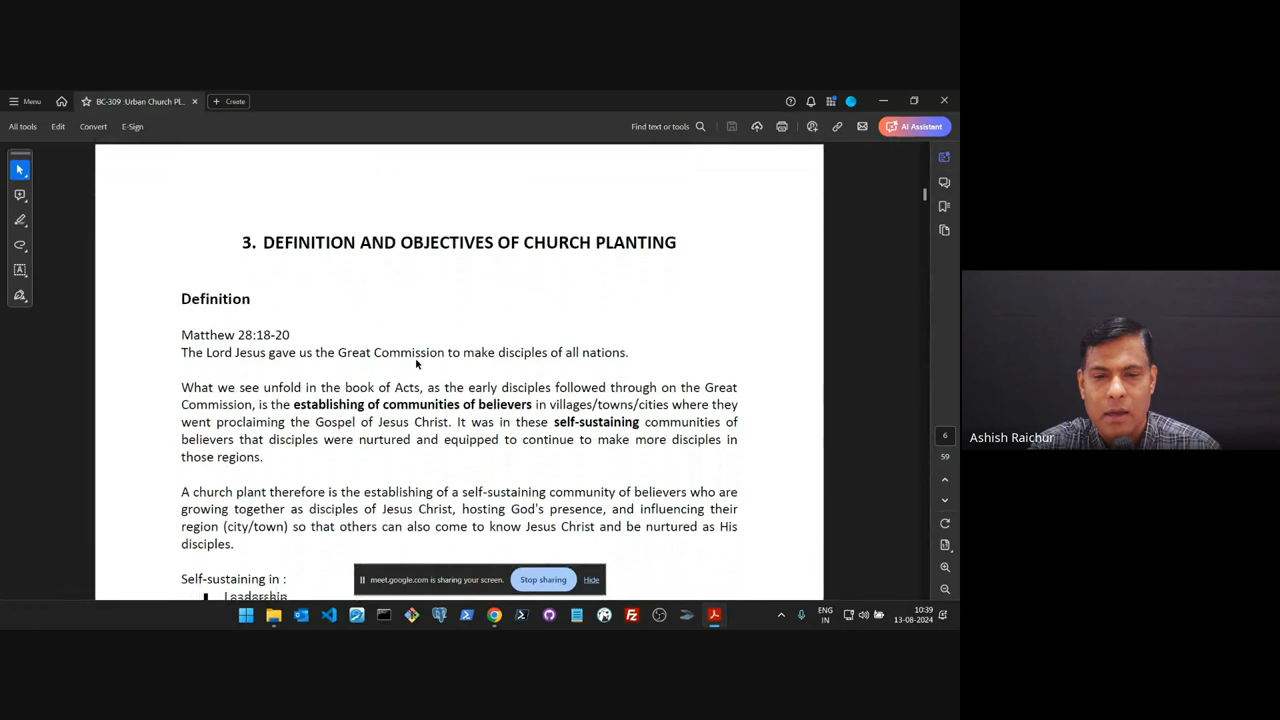 Menu
BC-309 :Urban Church Pl...
Create
All tools
Edit
Convert
E-Sign
Find text or tools
AI Assistant
3. DEFINITION AND OBJECTIVES OF CHURCH PLANTING
Definition
Matthew 28:18-20
The Lord Jesus gave us the Great Commission to make disciples of all nations.
What we see unfold in the book of Acts, as the early disciples followed through on the Great
Commission, is the establishing of communities of believers in villages/towns/cities where they
went proclaiming the Gospel of Jesus Christ. It was in these self-sustaining communities of
believers that disciples were nurtured and equipped to continue to make more disciples in
those regions.
A church plant therefore is the establishing of a self-sustaining community of believers who are
growing together as disciples of Jesus Christ, hosting God's presence, and influencing their
region (city/town) so that others can also come to know Jesus Christ and be nurtured as His
disciples.
Self-sustaining in :
Leadership
meet.google.com is sharing your screen.
Stop sharing
Hide
6
59
ENG
IN
10:39
13-08-2024
Ashish Raichur